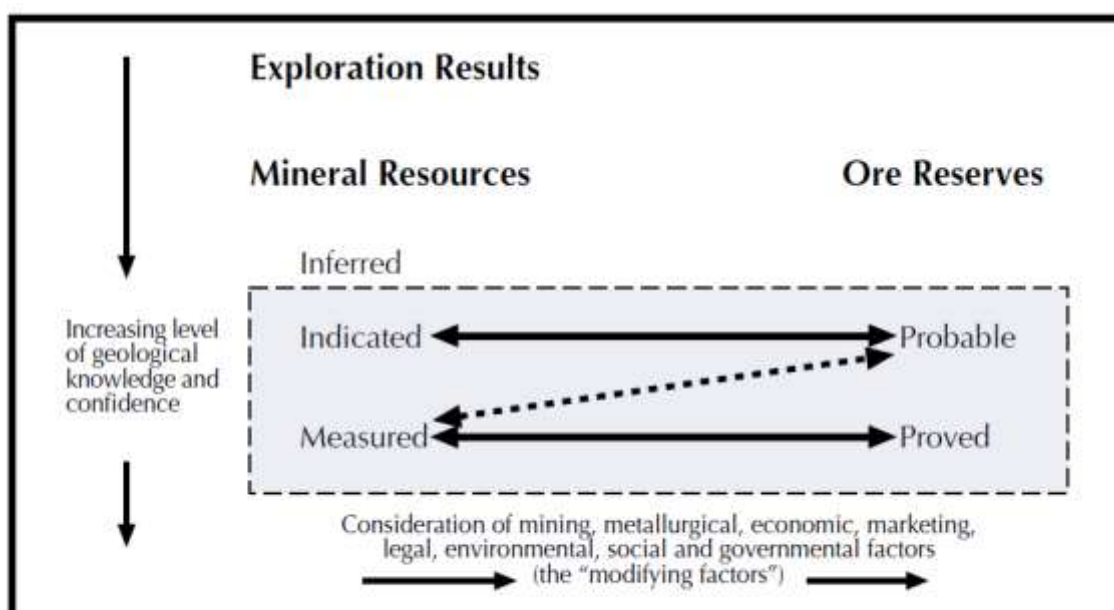 Exploration Results
Mineral Resources
Ore Reserves
Inferred
Increasing level
of geological
knowledge and
confidence
Indicated
Probable
Measured
Proved
Consideration of mining, metallurgical, economic, marketing,
legal, environmental, social and governmental factors
(the “modifying factors”)